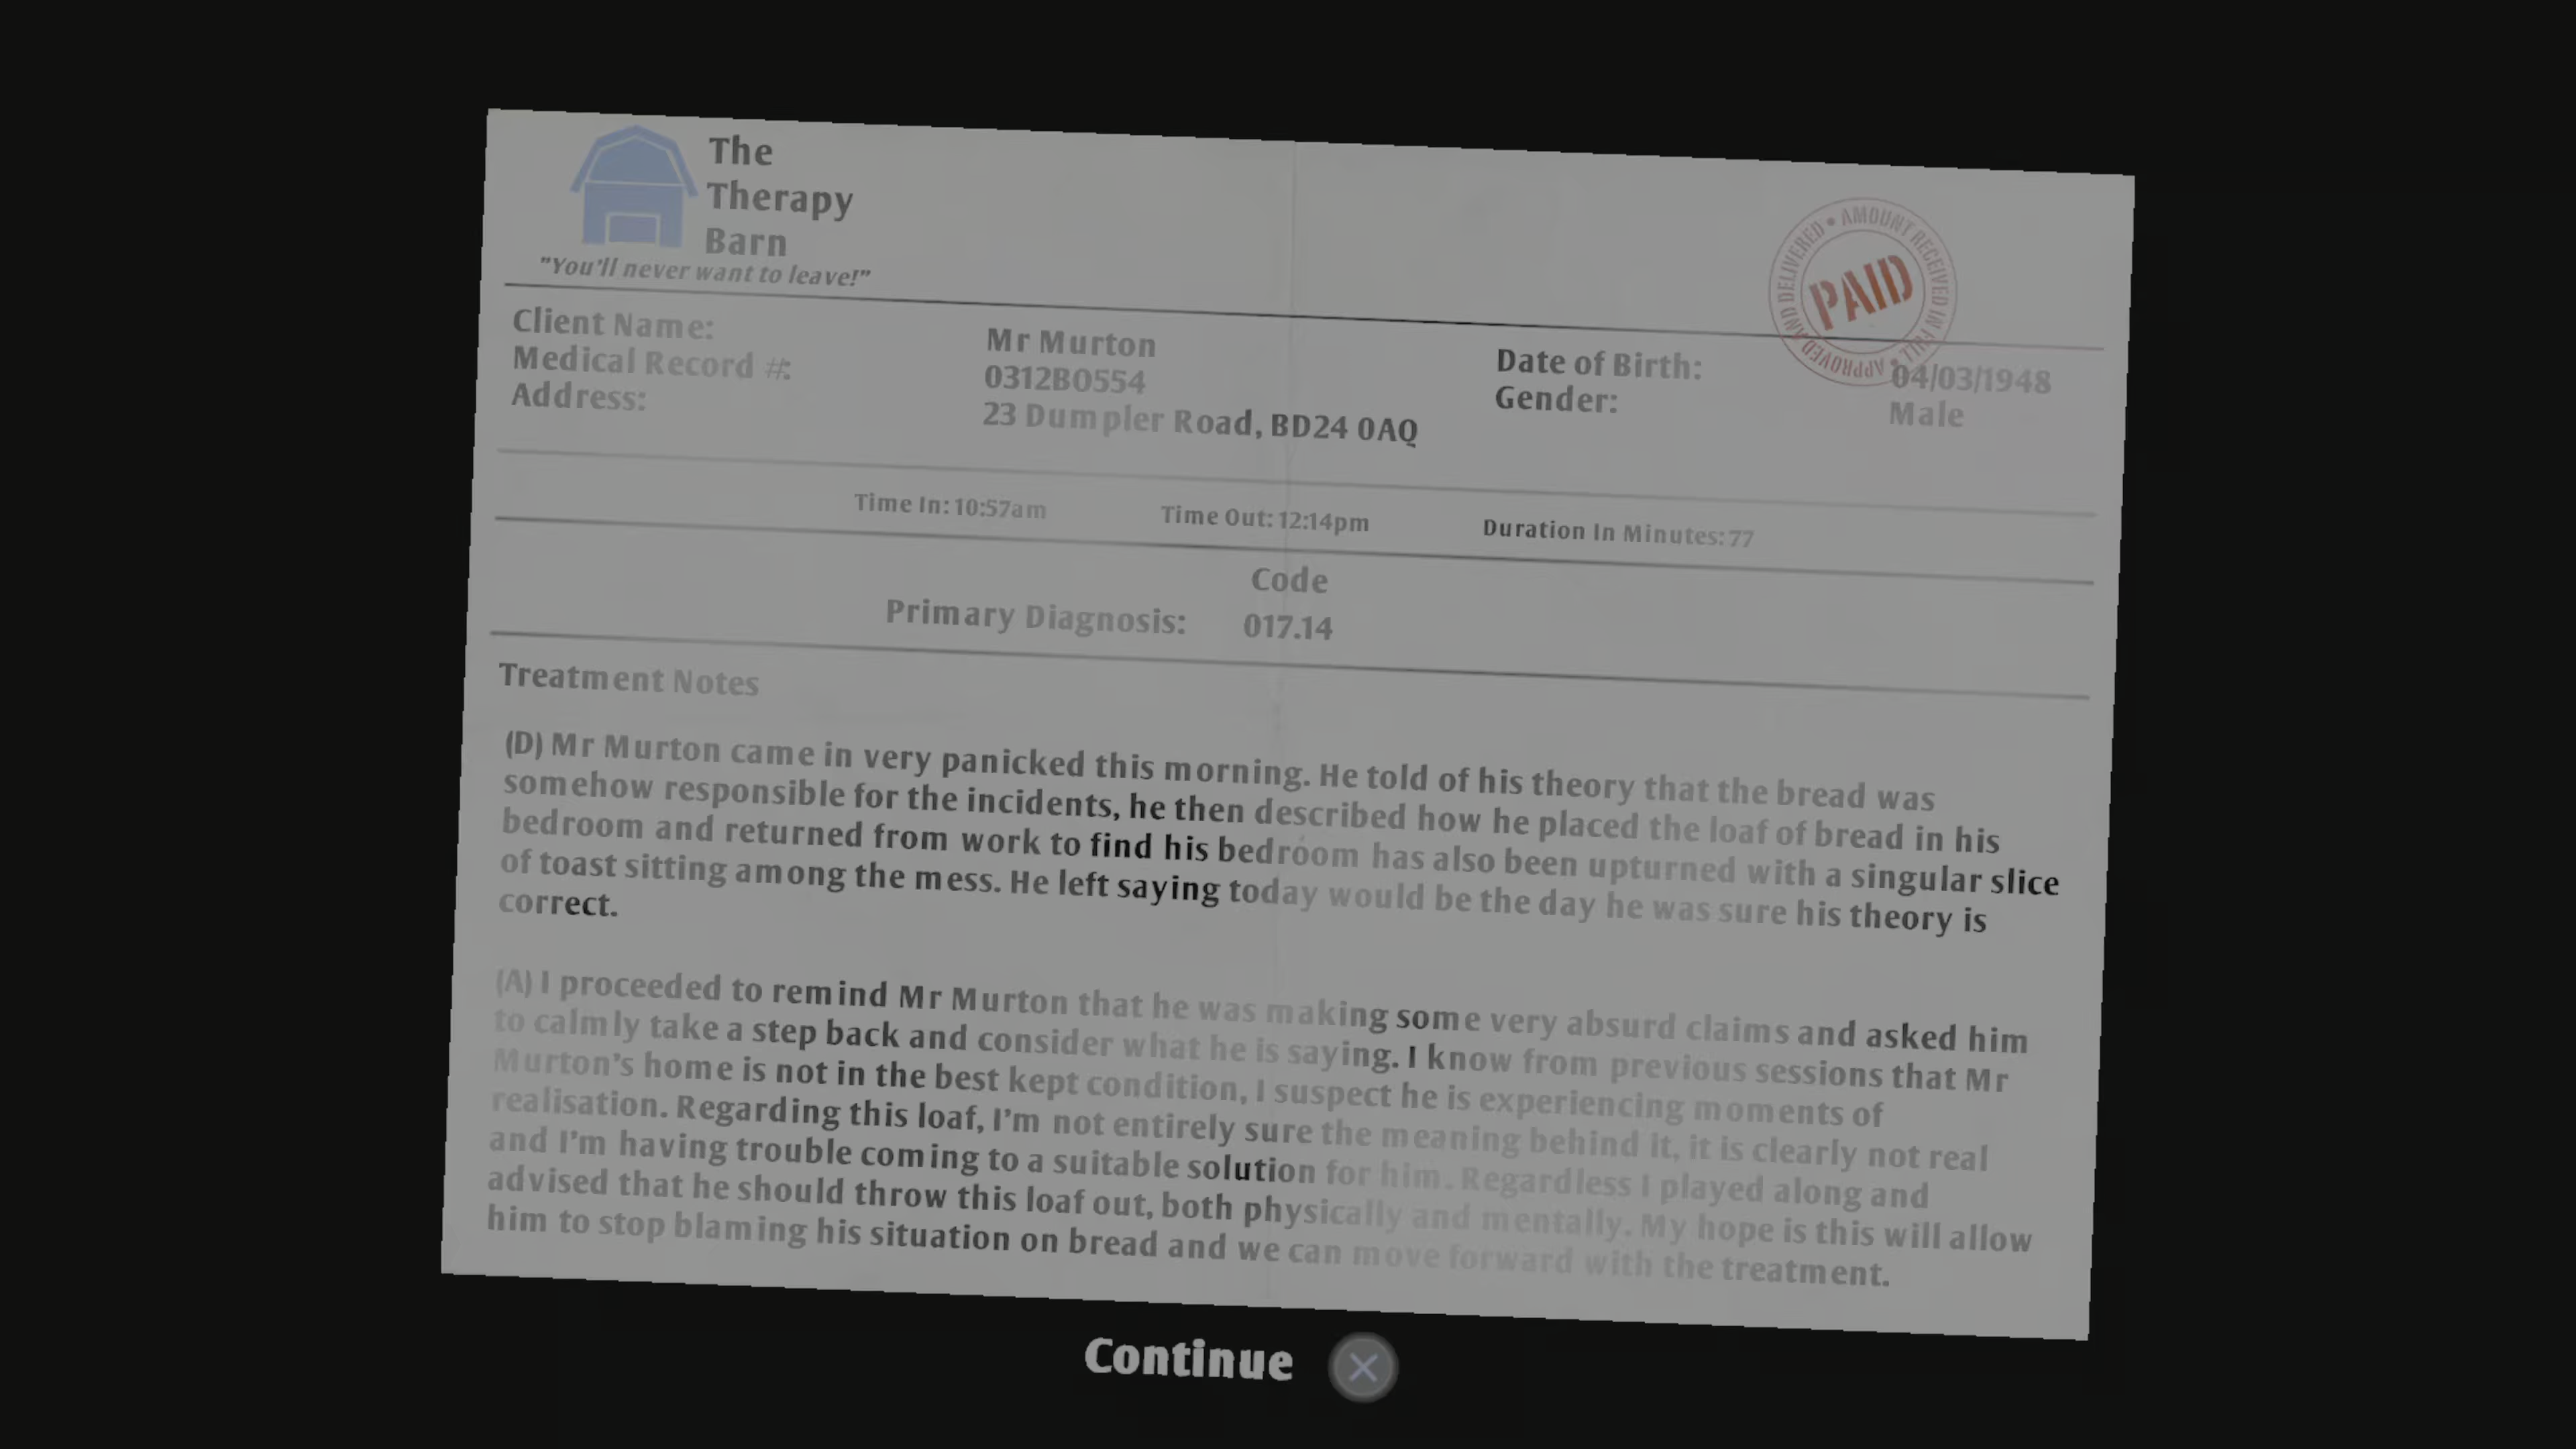 The
Therapy
Barn
"You'll never want to leave!"
AMOUNT RECEIVED IN FULL • APPROVED AND DELIVERED •
PAID
Client Name: Mr Murton Date of Birth: 04/03/1948
Medical Record #: 0312B0554 Gender: Male
Address: 23 Dumpler Road, BD24 0AQ
Time In: 10:57am Time Out: 12:14pm Duration In Minutes: 77
Code
Primary Diagnosis: 017.14
Treatment Notes
(D) Mr Murton came in very panicked this morning. He told of his theory that the bread was
somehow responsible for the incidents, he then described how he placed the loaf of bread in his
bedroom and returned from work to find his bedroom has also been upturned with a singular slice
of toast sitting among the mess. He left saying today would be the day he was sure his theory is
correct.
(A) I proceeded to remind Mr Murton that he was making some very absurd claims and asked him
to calmly take a step back and consider what he is saying. I know from previous sessions that Mr
Murton's home is not in the best kept condition, I suspect he is experiencing moments of
realisation. Regarding this loaf, I'm not entirely sure the meaning behind it, it is clearly not real
and I'm having trouble coming to a suitable solution for him. Regardless I played along and
advised that he should throw this loaf out, both physically and mentally. My hope is this will allow
him to stop blaming his situation on bread and we can move forward with the treatment.
Continue